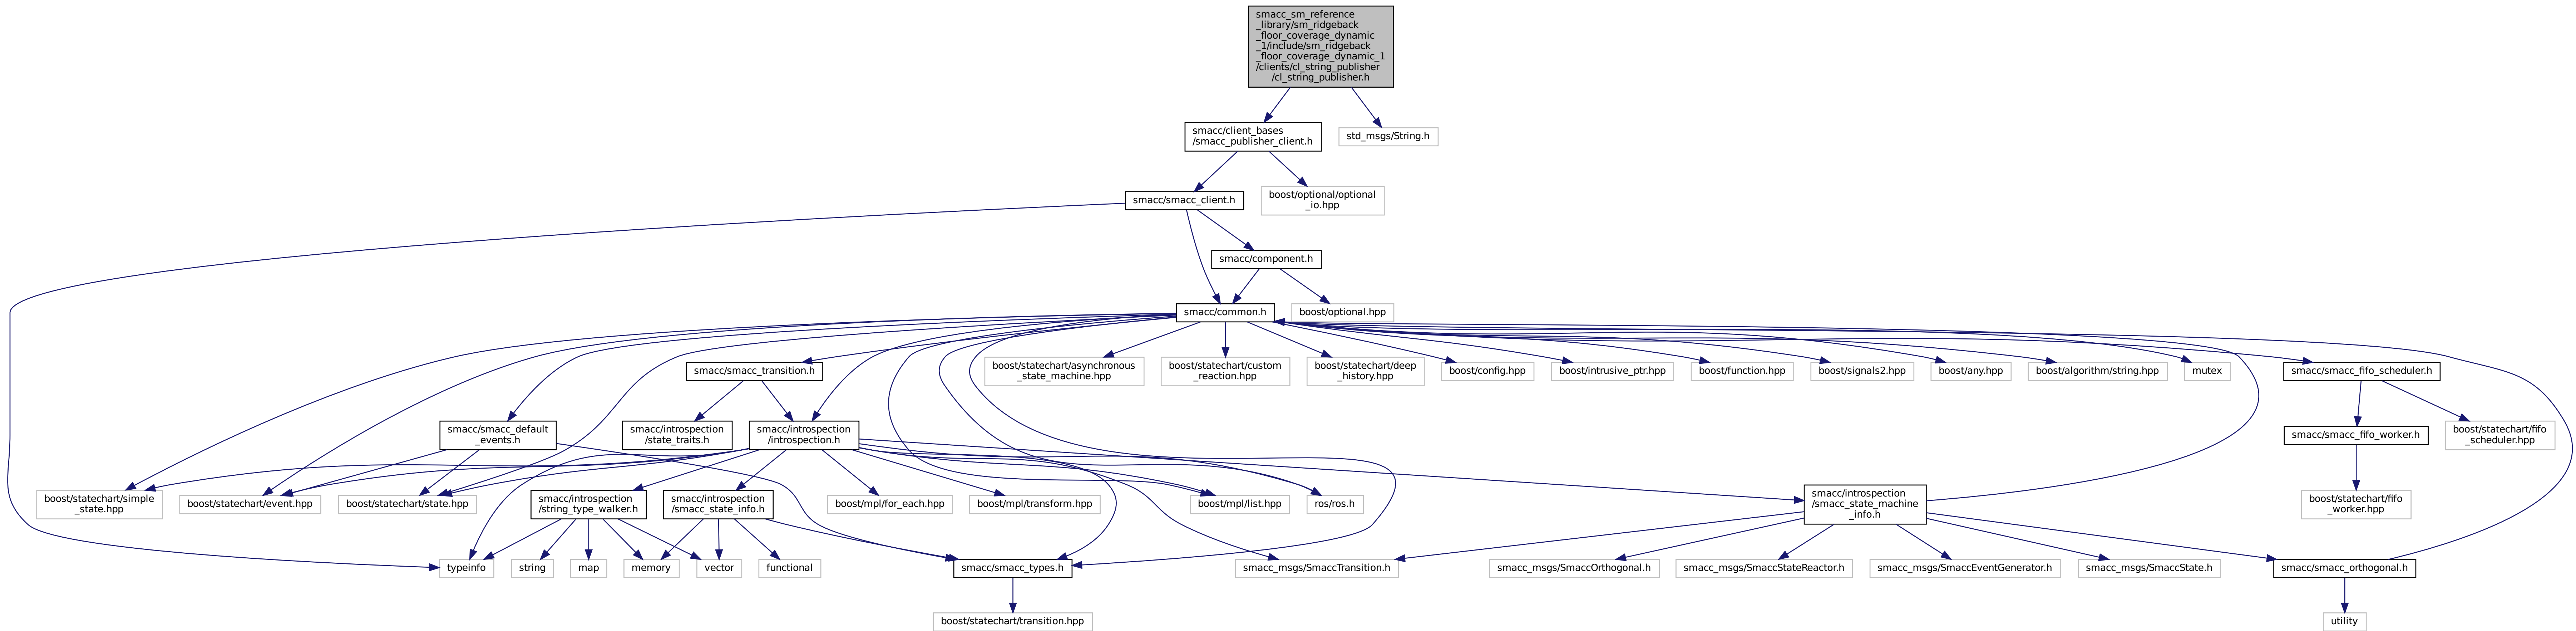 smacc_sm_reference
_library/sm_ridgeback
_floor_coverage_dynamic
_1/include/sm_ridgeback
_floor_coverage_dynamic_1
/clients/cl_string_publisher
/cl_string_publisher.h
smacc/client_bases
/smacc_publisher_client.h
std_msgs/String.h
smacc/smacc_client.h
boost/optional/optional
_io.hpp
smacc/component.h
smacc/common.h
boost/optional.hpp
smacc/smacc_transition.h
boost/statechart/asynchronous
_state_machine.hpp
boost/statechart/custom
_reaction.hpp
boost/statechart/deep
_history.hpp
boost/config.hpp
boost/intrusive_ptr.hpp
boost/function.hpp
boost/signals2.hpp
boost/any.hpp
boost/algorithm/string.hpp
mutex
smacc/smacc_fifo_scheduler.h
smacc/smacc_default
_events.h
smacc/introspection
/state_traits.h
smacc/introspection
/introspection.h
smacc/smacc_fifo_worker.h
boost/statechart/fifo
_scheduler.hpp
boost/statechart/simple
_state.hpp
boost/statechart/event.hpp
boost/statechart/state.hpp
smacc/introspection
/string_type_walker.h
smacc/introspection
/smacc_state_info.h
boost/mpl/for_each.hpp
boost/mpl/transform.hpp
boost/mpl/list.hpp
ros/ros.h
smacc/introspection
/smacc_state_machine
_info.h
boost/statechart/fifo
_worker.hpp
typeinfo
string
map
memory
vector
functional
smacc/smacc_types.h
smacc_msgs/SmaccTransition.h
smacc_msgs/SmaccOrthogonal.h
smacc_msgs/SmaccStateReactor.h
smacc_msgs/SmaccEventGenerator.h
smacc_msgs/SmaccState.h
smacc/smacc_orthogonal.h
boost/statechart/transition.hpp
utility